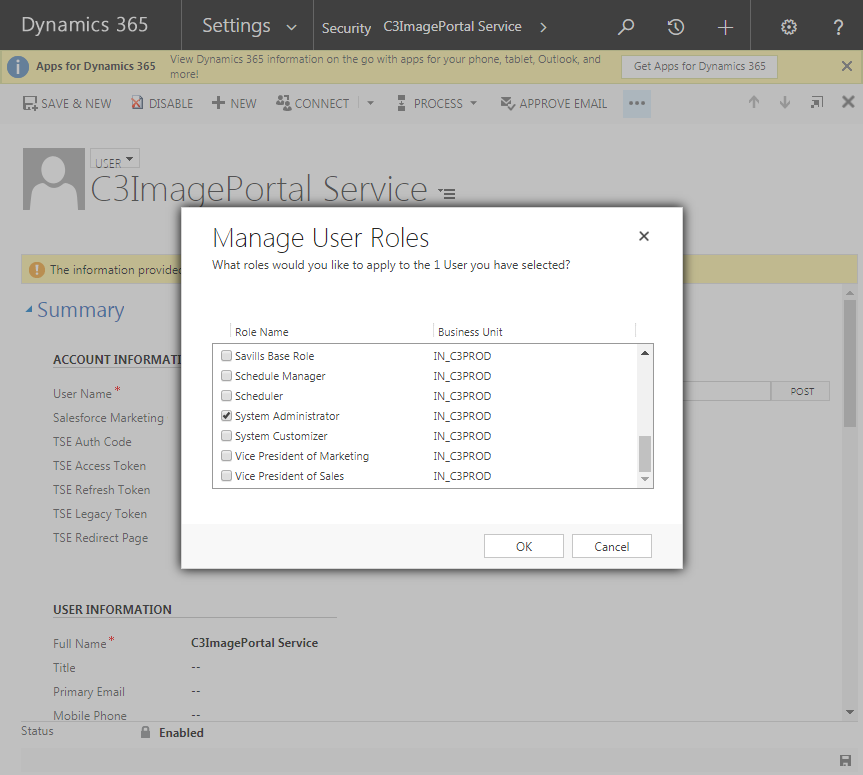 Dynamics 365 Settings Security C3ImagePortal Service
Apps for Dynamics 365 View Dynamics 365 information on the go with apps for your phone, tablet, Outlook, and more! Get Apps for Dynamics 365
SAVE & NEW DISABLE NEW CONNECT PROCESS APPROVE EMAIL
USER
C3ImagePortal Service
The information provided
Summary
Manage User Roles
What roles would you like to apply to the 1 User you have selected?
Role Name Business Unit
Savills Base Role IN_C3PROD
Schedule Manager IN_C3PROD
Scheduler IN_C3PROD
System Administrator IN_C3PROD
System Customizer IN_C3PROD
Vice President of Marketing IN_C3PROD
Vice President of Sales IN_C3PROD
OK Cancel
ACCOUNT INFORMATI
User Name *
Salesforce Marketing
TSE Auth Code
TSE Access Token
TSE Refresh Token
TSE Legacy Token
TSE Redirect Page
POST
USER INFORMATION
Full Name * C3ImagePortal Service
Title --
Primary Email --
Mobile Phone --
Status Enabled